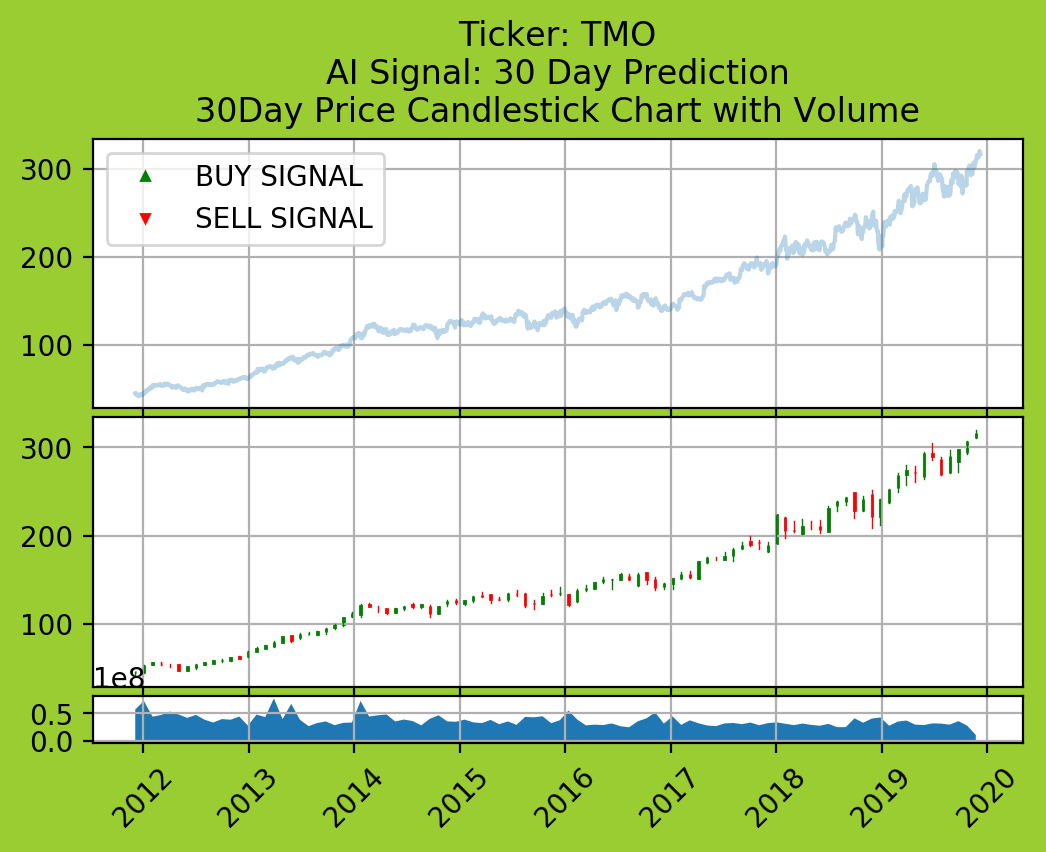 Ticker: TMO
AI Signal: 30 Day Prediction
30Day Price Candlestick Chart with Volume
300
200
100
BUY SIGNAL
SELL SIGNAL
300
200
100
1e8
0.5
0.0
2012 2013 2014 2015 2016 2017 2018 2019 2020